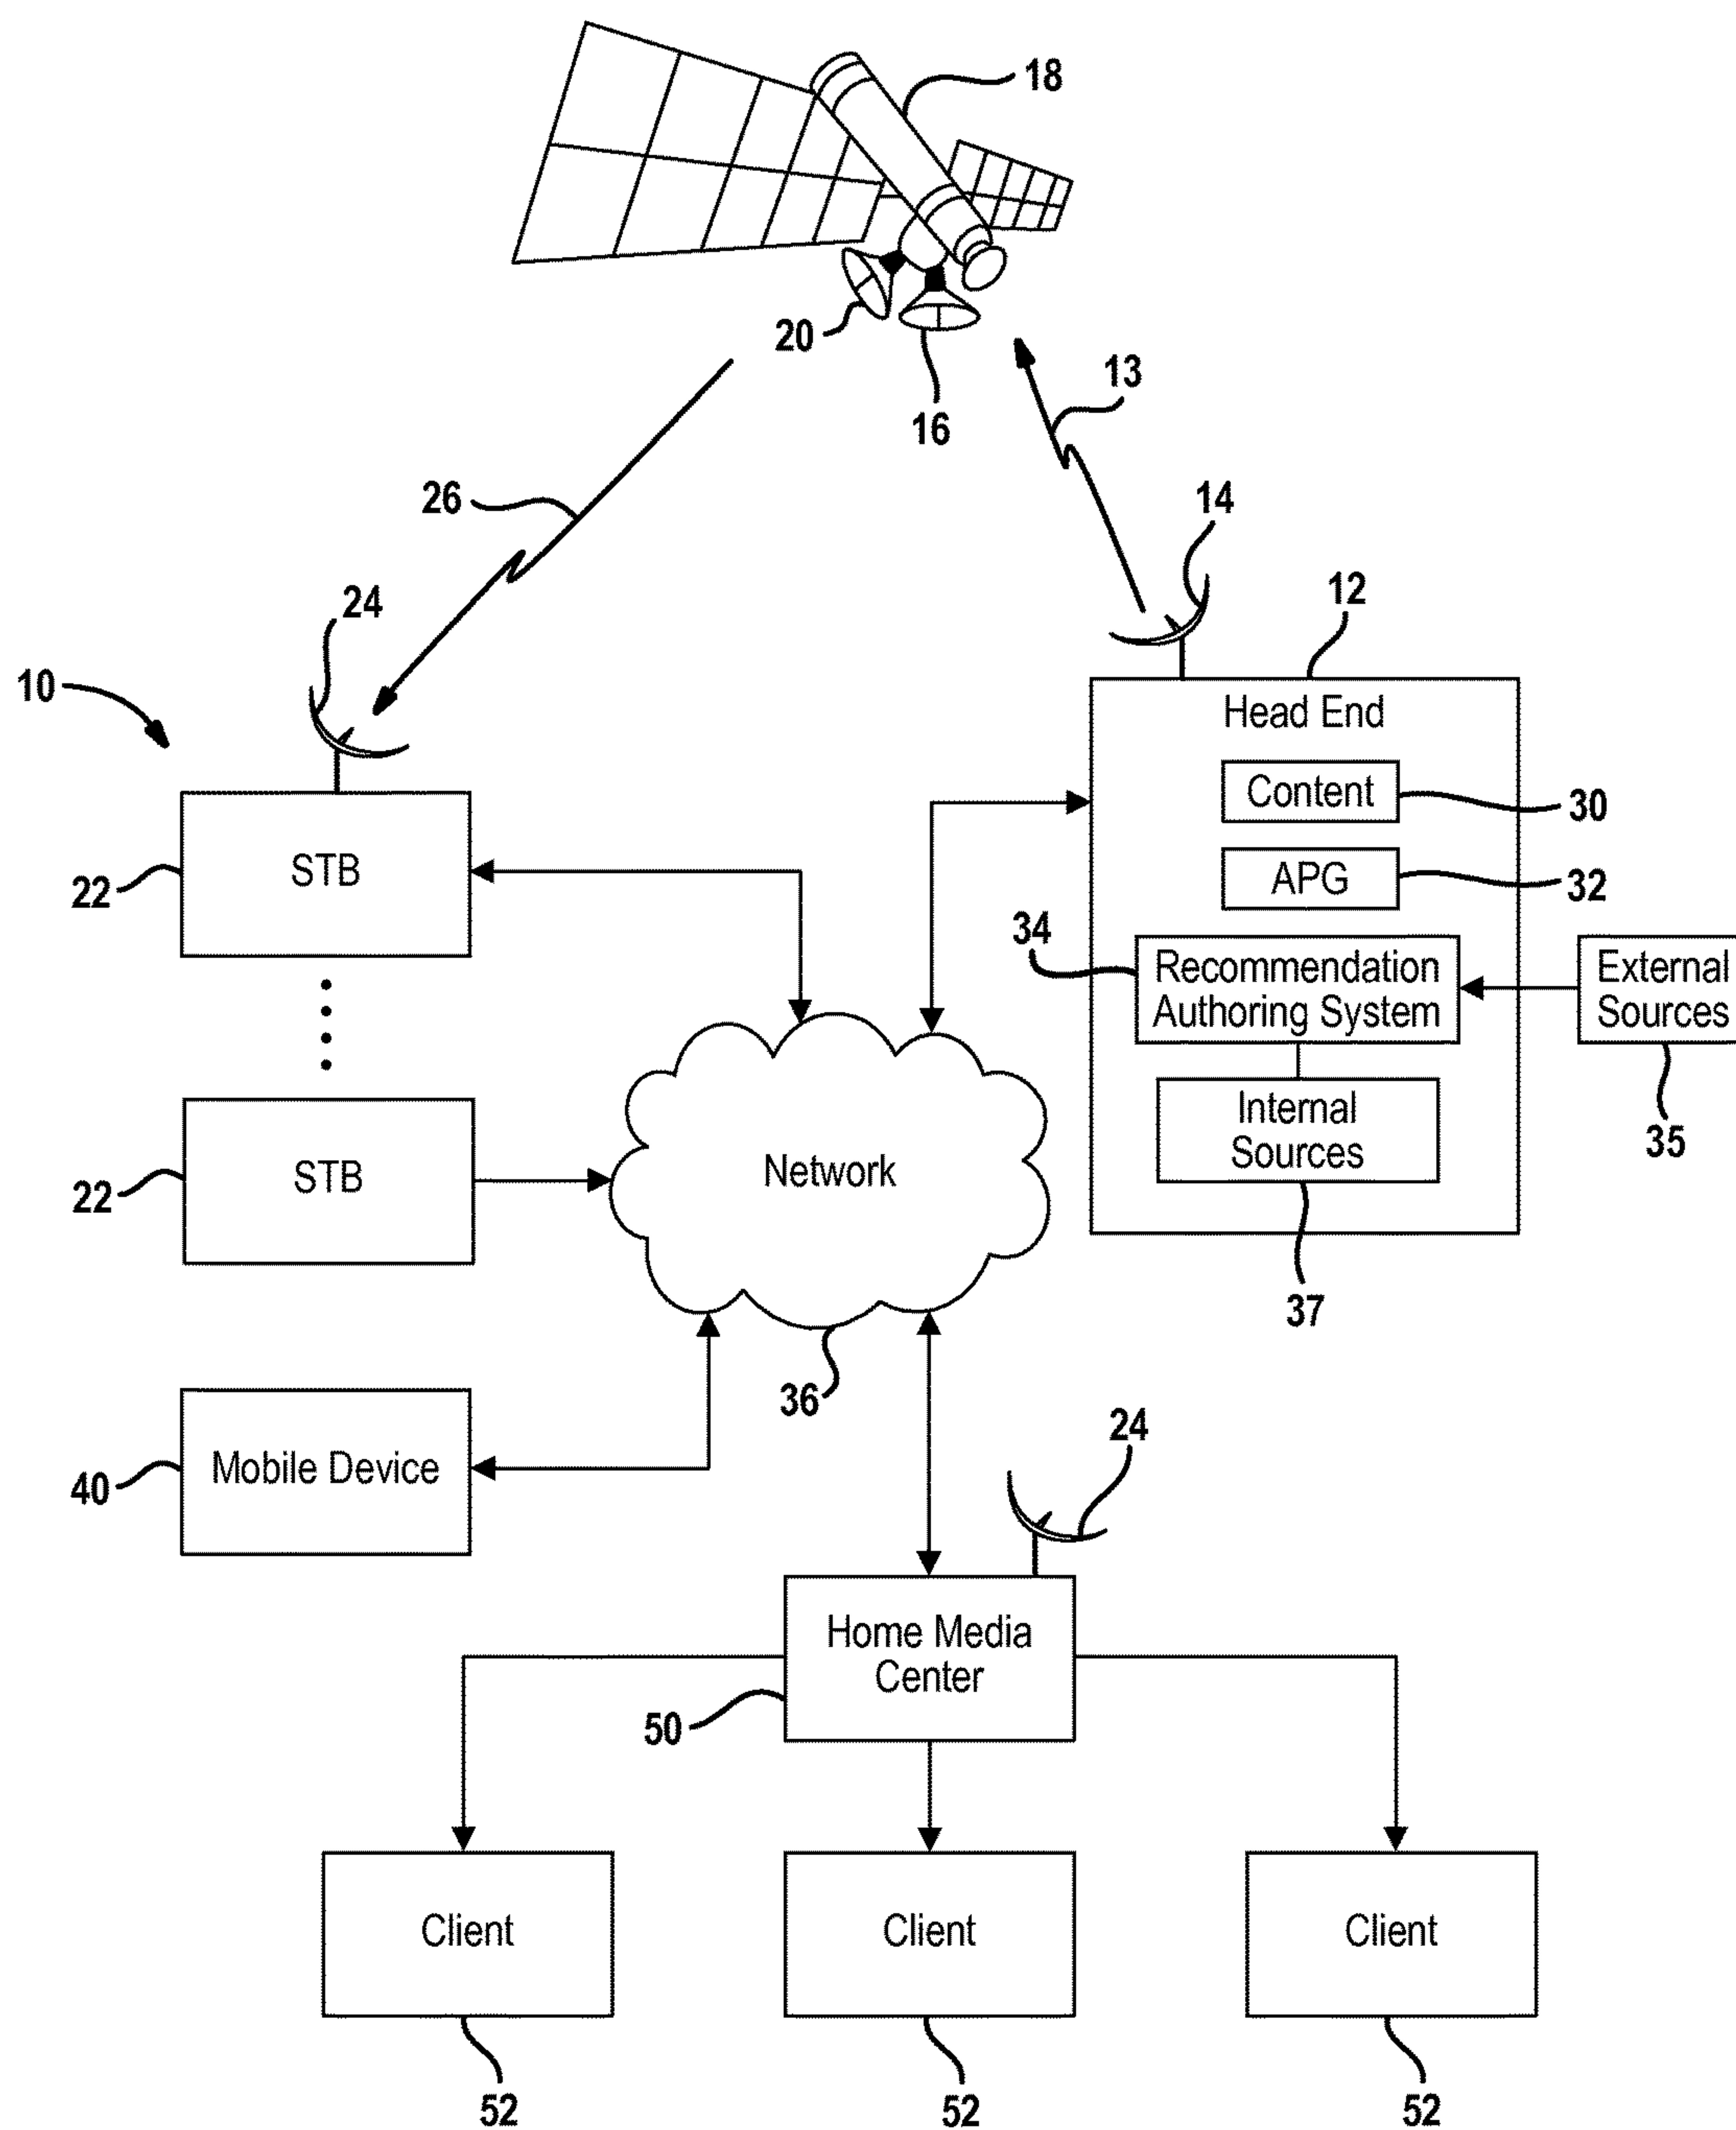 18
20
16
13
26
14
24
12
10
Head End
Content
30
STB
22
APG
32
34
Recommendation
Authoring System
External
Sources
35
Internal
Sources
37
STB
22
Network
36
Mobile Device
40
24
Home Media
Center
50
Client
Client
Client
52
52
52